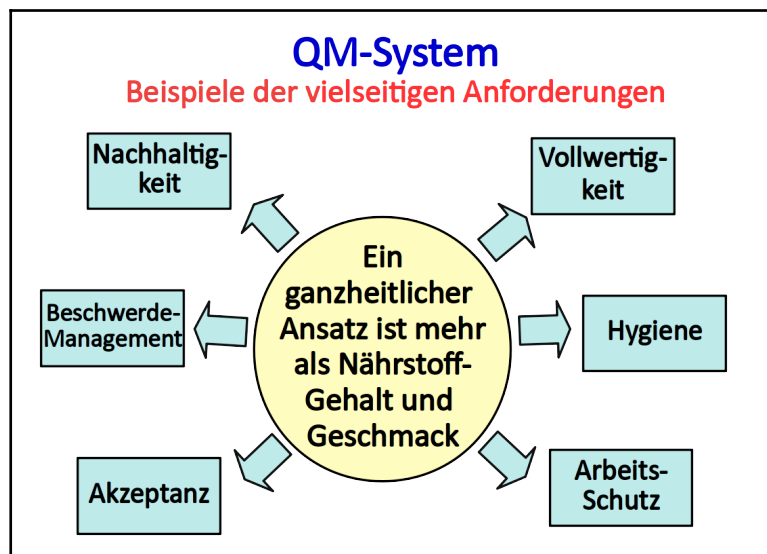 QM-System
Beispiele der vielseitigen Anforderungen
Nachhaltig-
keit
Vollwertig-
keit
Ein
ganzheitlicher
Ansatz ist mehr
als Nährstoff-
Gehalt und
Geschmack
Beschwerde-
Management
Hygiene
Akzeptanz
Arbeits-
Schutz